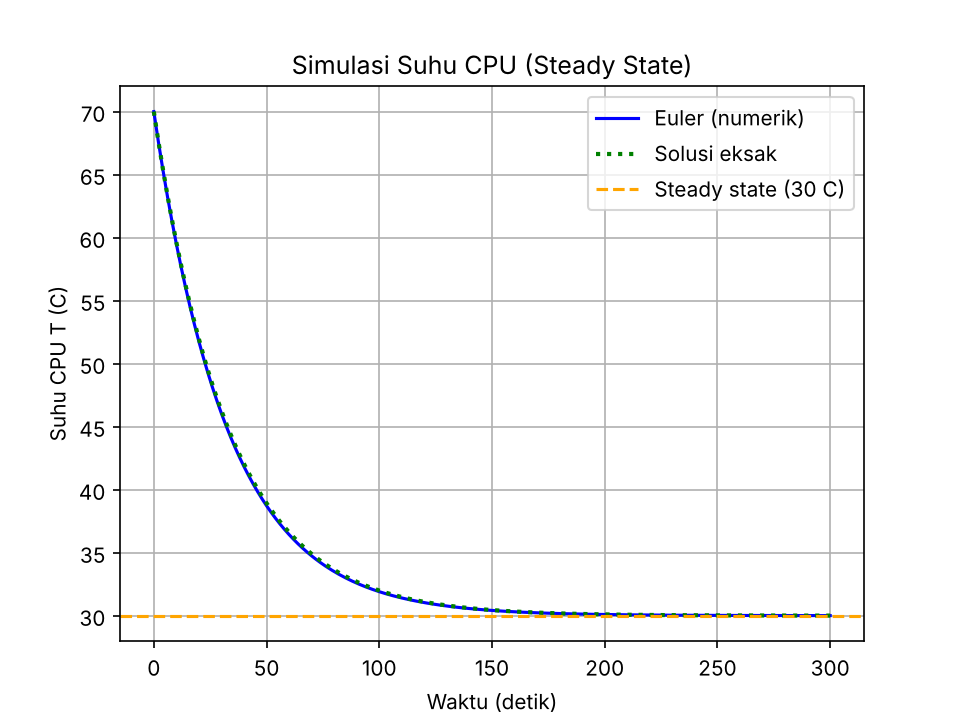 Simulasi Suhu CPU (Steady State)
Euler (numerik)
Solusi eksak
Steady state (30 C)
Suhu CPU T (C)
70
65
60
55
50
45
40
35
30
0 50 100 150 200 250 300
Waktu (detik)